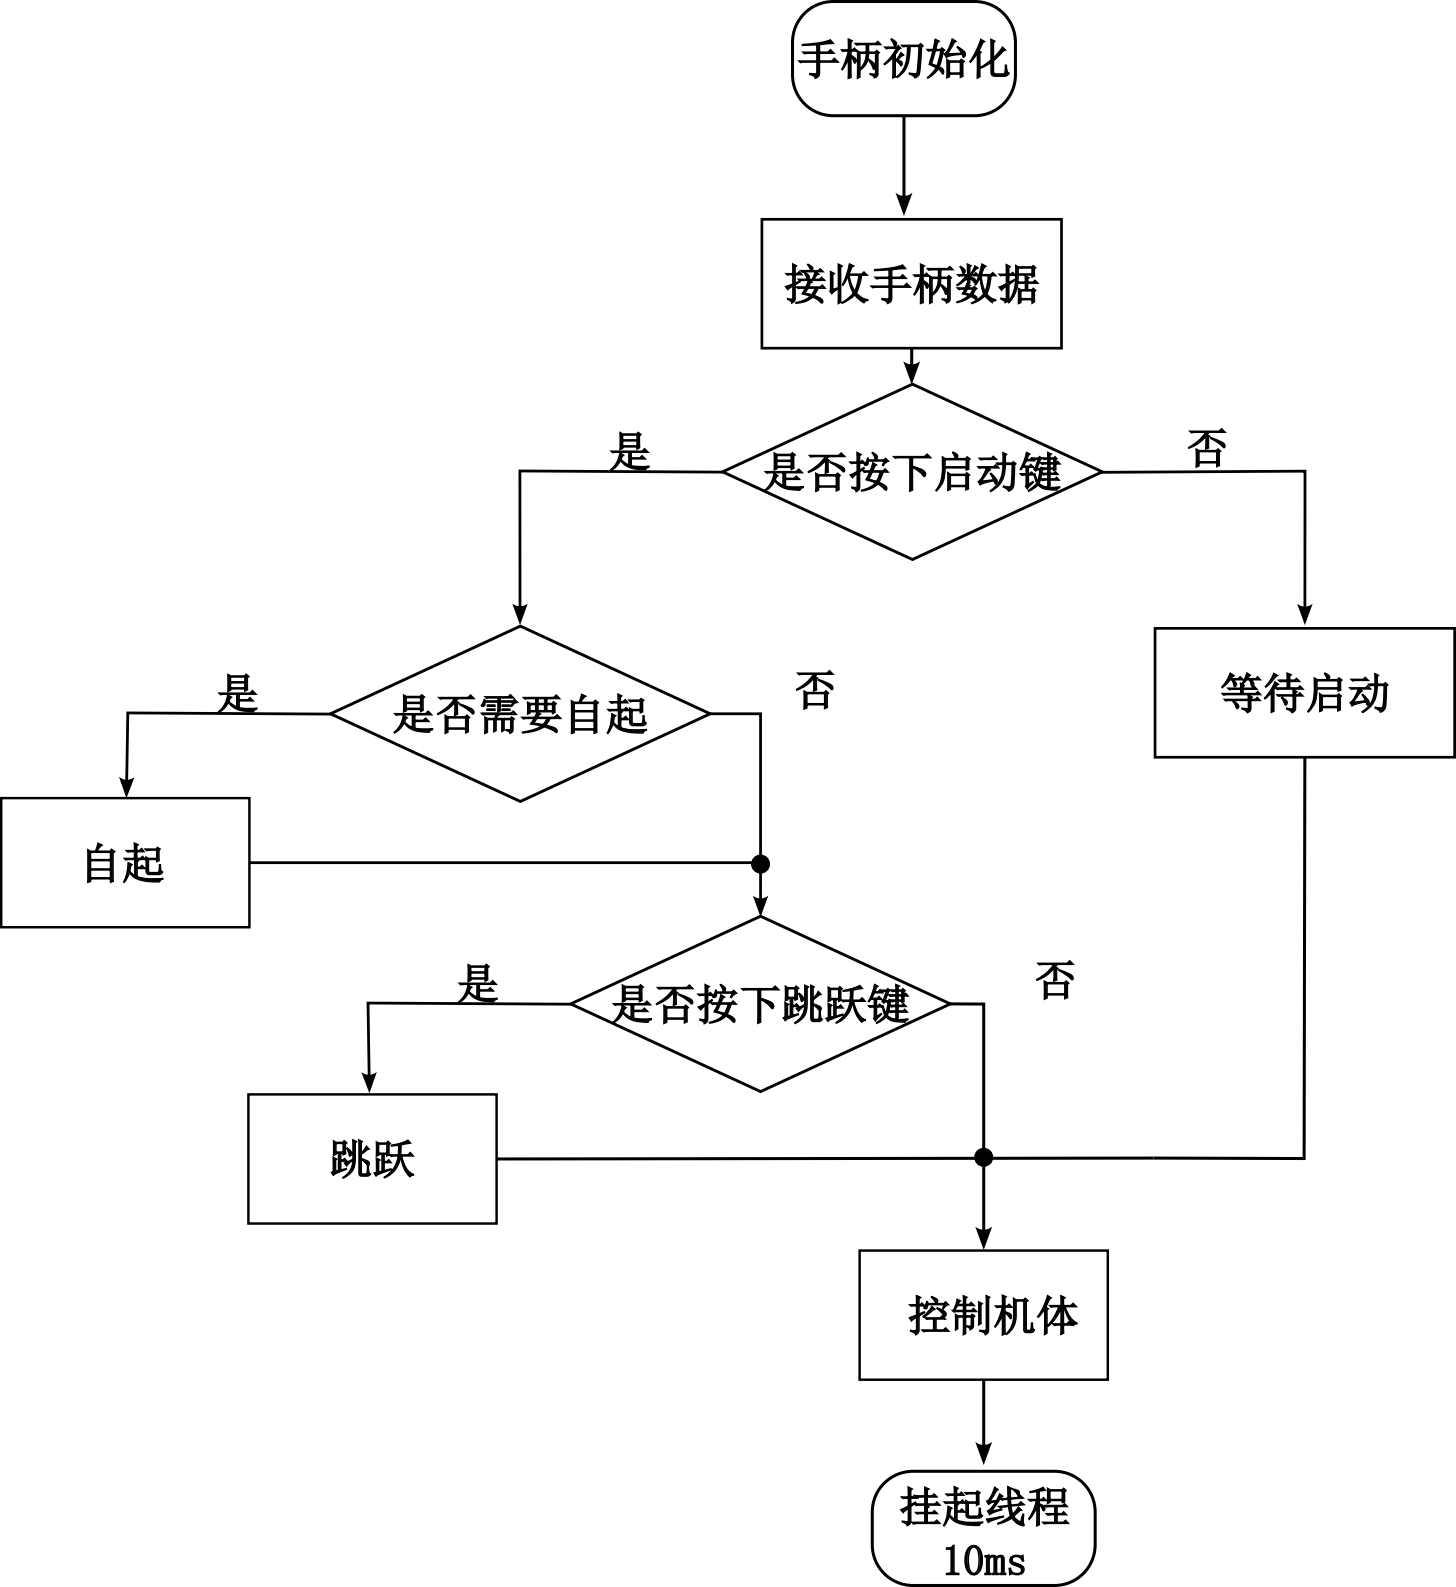 手柄初始化
接收手柄数据
是
否
是否按下启动键
是
否
是否需要自起
等待启动
自起
是
否
是否按下跳跃键
跳跃
控制机体
挂起线程
10ms